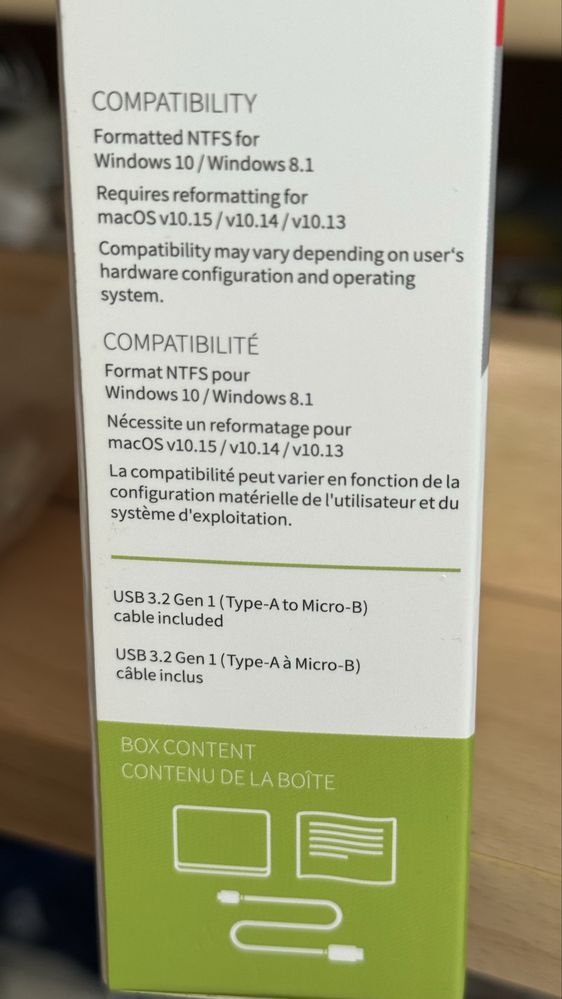 COMPATIBILITY
Formatted NTFS for
Windows 10 / Windows 8.1
Requires reformatting for
macOS v10.15 / v10.14 / v10.13
Compatibility may vary depending on user's
hardware configuration and operating
system.
COMPATIBILITÉ
Format NTFS pour
Windows 10 / Windows 8.1
Nécessite un reformatage pour
macOS v10.15 / v10.14 / v10.13
La compatibilité peut varier en fonction de la
configuration matérielle de l'utilisateur et du
système d'exploitation.
USB 3.2 Gen 1 (Type-A to Micro-B)
cable included
USB 3.2 Gen 1 (Type-A à Micro-B)
câble inclus
BOX CONTENT
CONTENU DE LA BOÎTE